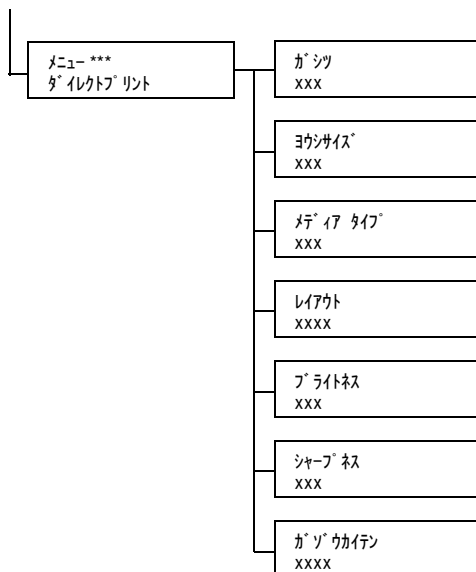 ﾒﾆｭｰ ***
ﾀﾞｲﾚｸﾄﾌﾟﾘﾝﾄ
ｶﾞｼﾂ
xxx
ﾖｳｼｻｲｽﾞ
xxx
ﾒﾃﾞｨｱ ﾀｲﾌﾟ
xxx
ﾚｲｱｳﾄ
xxxx
ﾌﾞﾗｲﾄﾈｽ
xxx
ｼｬｰﾌﾟﾈｽ
xxx
ｶﾞｿﾞｳｶｲﾃﾝ
xxxx